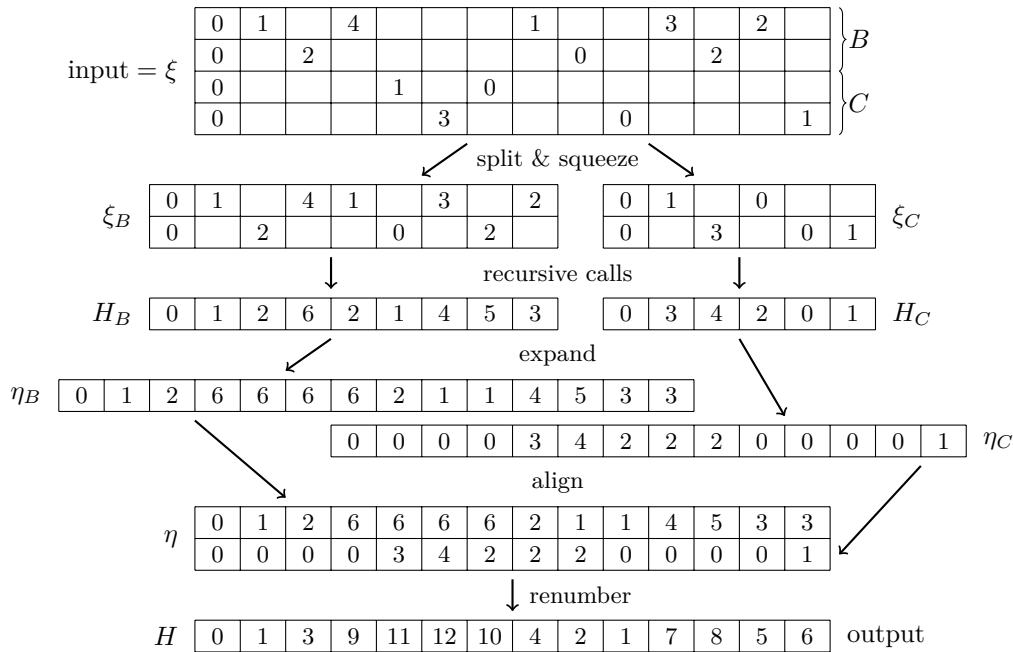 0 1 4 1 3 2
B
0 2 0 2
input = ξ
0 1 0
C
0 3 0 1
split & squeeze
ξ_B 0 1 4 1 3 2
0 2 0 2
0 1 0 ξ_C
0 3 0 1
recursive calls
H_B 0 1 2 6 2 1 4 5 3
0 3 4 2 0 1 H_C
expand
η_B 0 1 2 6 6 6 6 2 1 1 4 5 3 3
0 0 0 0 3 4 2 2 2 0 0 0 0 1 η_C
align
η 0 1 2 6 6 6 6 2 1 1 4 5 3 3
0 0 0 0 3 4 2 2 2 0 0 0 0 1
renumber
H 0 1 3 9 11 12 10 4 2 1 7 8 5 6 output